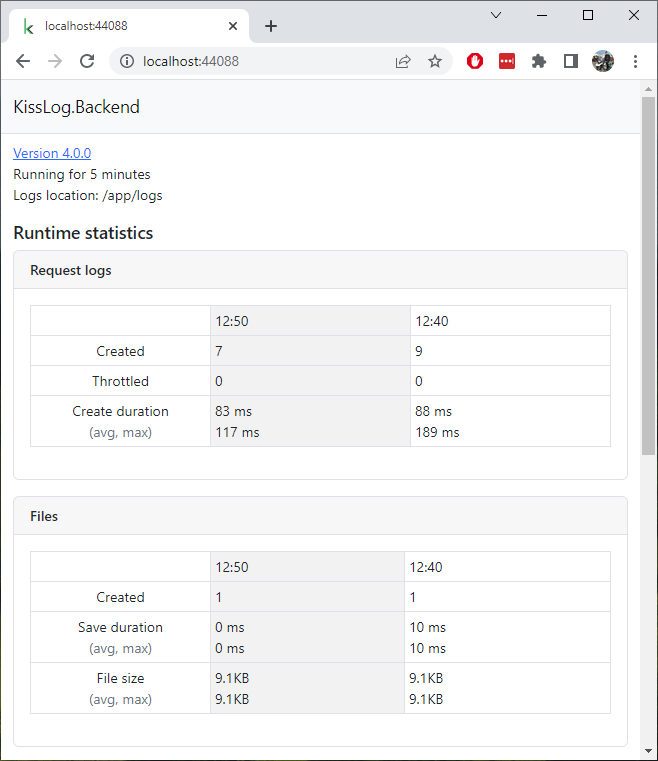 localhost:44088
localhost:44088
KissLog.Backend
Version 4.0.0
Running for 5 minutes
Logs location: /app/logs
Runtime statistics
Request logs
12:50 12:40
Created 7 9
Throttled 0 0
Create duration 83 ms 88 ms
(avg, max) 117 ms 189 ms
Files
12:50 12:40
Created 1 1
Save duration 0 ms 10 ms
(avg, max) 0 ms 10 ms
File size 9.1KB 9.1KB
(avg, max) 9.1KB 9.1KB